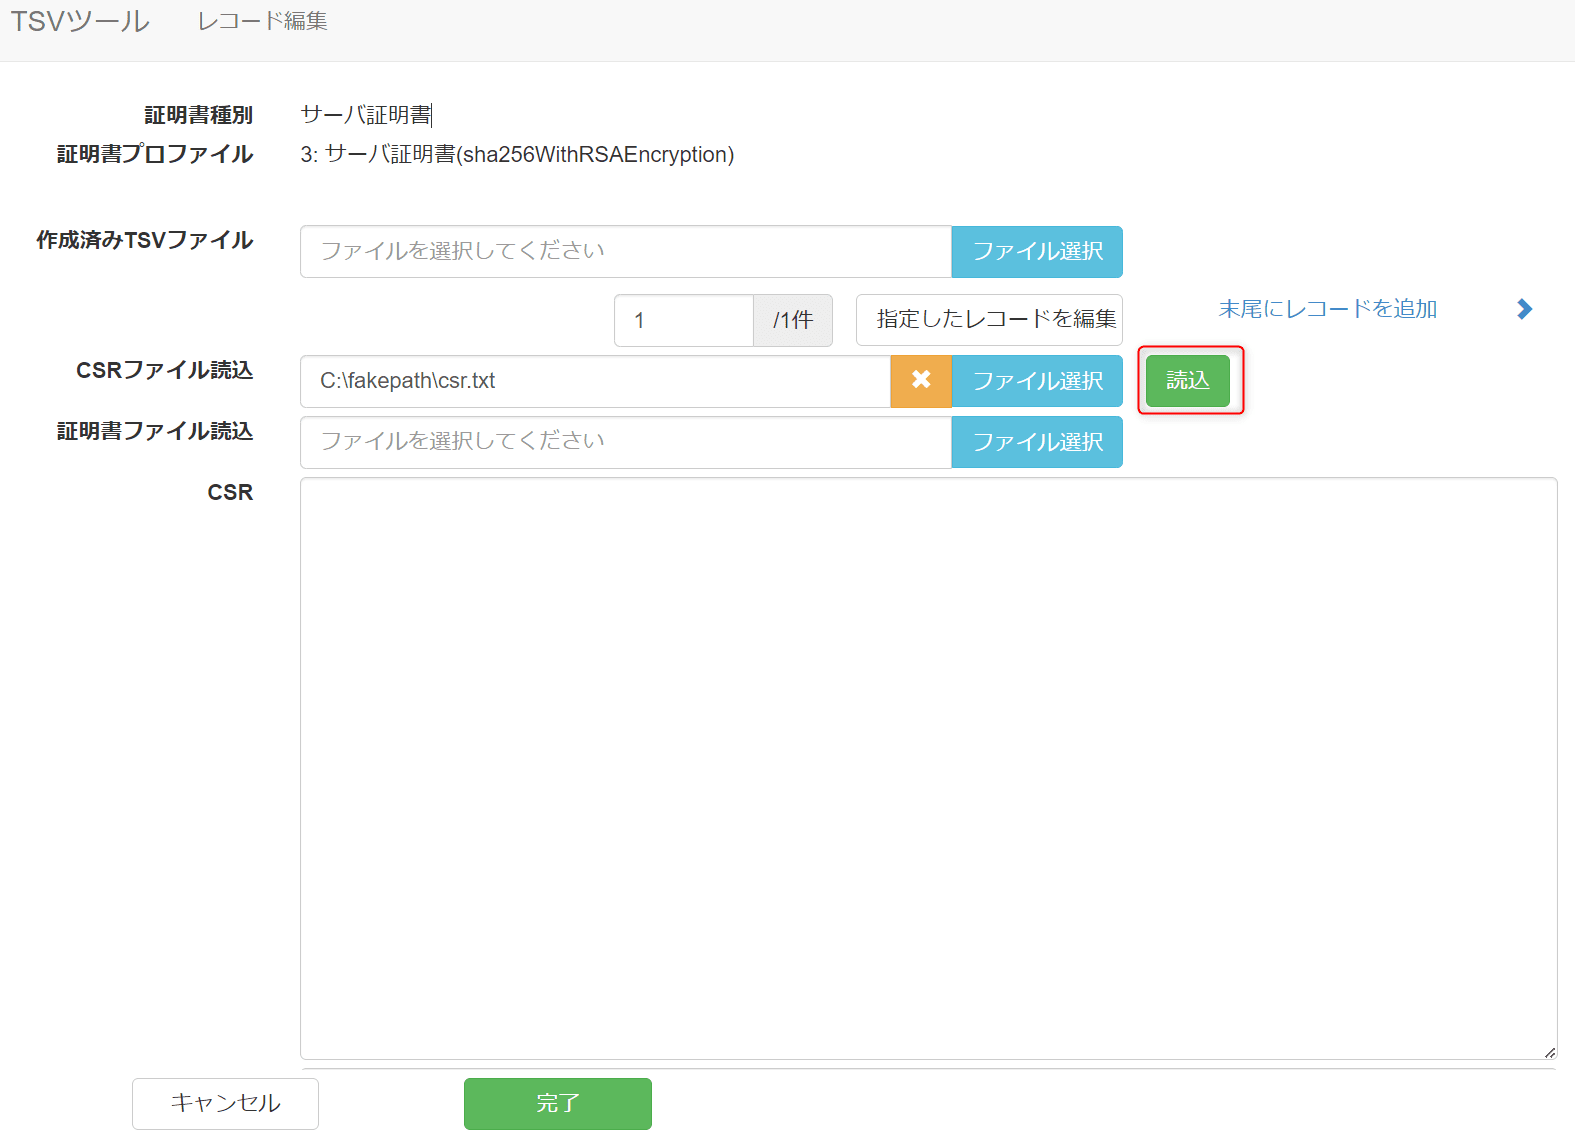 TSVツール レコード編集
証明書種別 サーバ証明書
証明書プロファイル 3: サーバ証明書(sha256WithRSAEncryption)
作成済みTSVファイル ファイルを選択してください ファイル選択
1 /1件 指定したレコードを編集 末尾にレコードを追加
CSRファイル読込 C:\fakepath\csr.txt ファイル選択 読込
証明書ファイル読込 ファイルを選択してください ファイル選択
CSR
キャンセル 完了